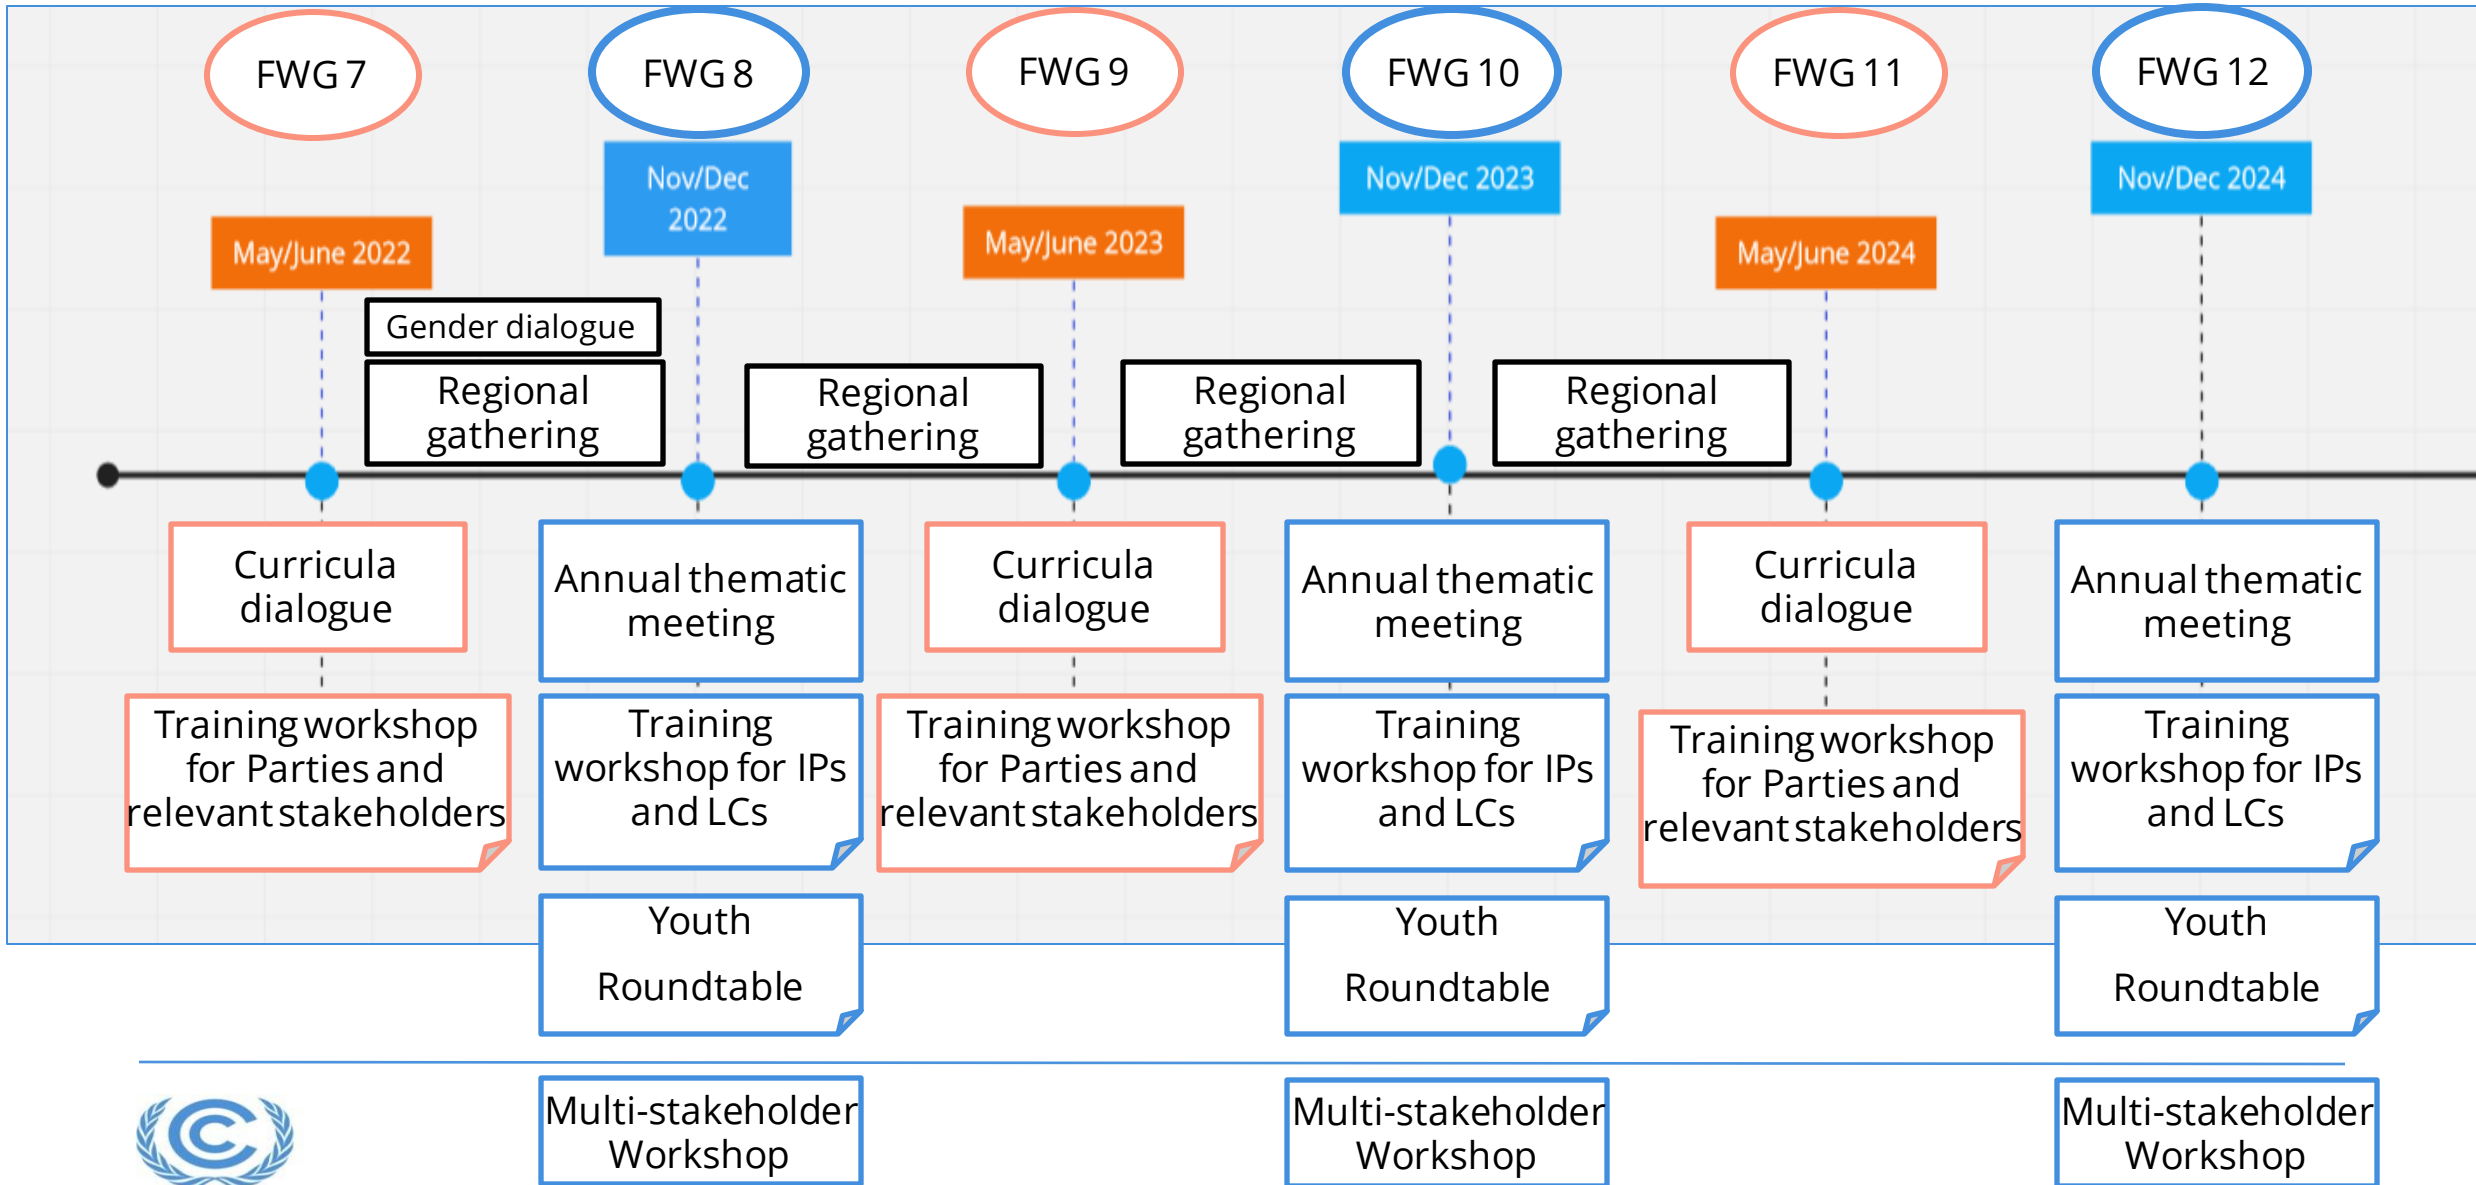 FWG 7
FWG 8
FWG 9
FWG 10
FWG 11
FWG 12
May/June 2022
Nov/Dec
2022
May/June 2023
Nov/Dec 2023
May/June 2024
Nov/Dec 2024
Gender dialogue
Regional
gathering
Regional
gathering
Regional
gathering
Regional
gathering
Curricula
dialogue
Annual thematic
meeting
Curricula
dialogue
Annual thematic
meeting
Curricula
dialogue
Annual thematic
meeting
Training workshop
for Parties and
relevant stakeholders
Training
workshop for IPs
and LCs
Training workshop
for Parties and
relevant stakeholders
Training
workshop for IPs
and LCs
Training workshop
for Parties and
relevant stakeholders
Training
workshop for IPs
and LCs
Youth
Roundtable
Youth
Roundtable
Youth
Roundtable
Multi-stakeholder
Workshop
Multi-stakeholder
Workshop
Multi-stakeholder
Workshop